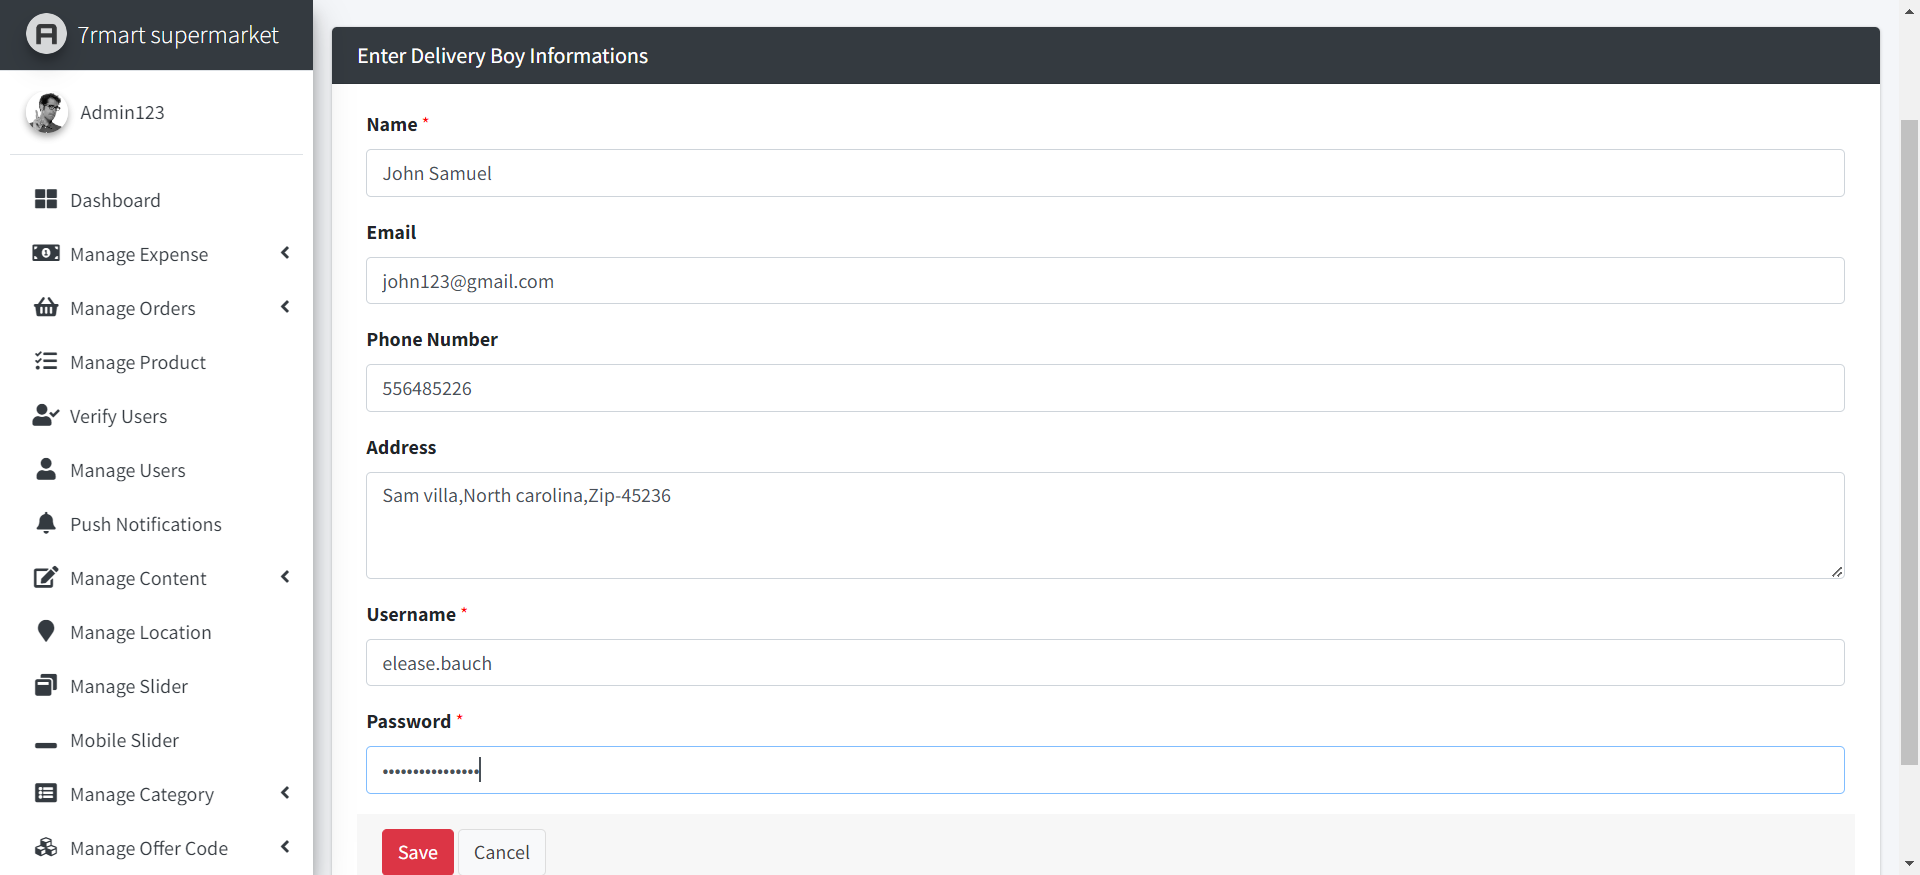 7rmart supermarket
Admin123
Dashboard
Manage Expense
Manage Orders
Manage Product
Verify Users
Manage Users
Push Notifications
Manage Content
Manage Location
Manage Slider
Mobile Slider
Manage Category
Manage Offer Code
Enter Delivery Boy Informations
Name *
John Samuel
Email
john123@gmail.com
Phone Number
556485226
Address
Sam villa,North carolina,Zip-45236
Username *
elease.bauch
Password *
••••••••••••••••
Save
Cancel